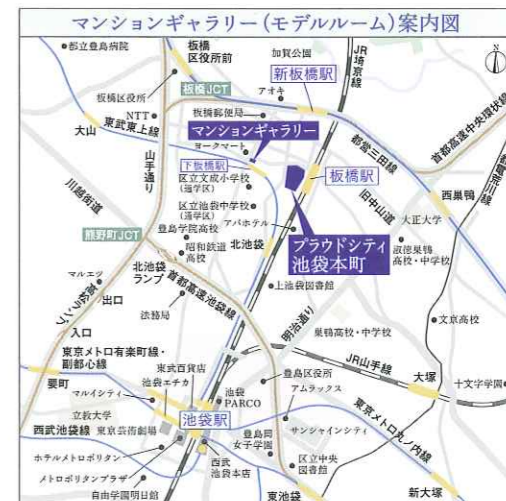 マンションギャラリー(モデルルーム)案内図
都立豊島病院
板橋
区役所前
加賀公園
JR
埼京線
N
新板橋駅
板橋区役所
板橋JCT
アオキ
NTT
板橋郵便局
大山
東武東上線
マンションギャラリー
ヨークマート
都営三田線
首都高速中央環状線
都電荒川線
山手通り
下板橋駅
板橋駅
川越街道
区立文成小学校
(通学区)
旧中山道
西巣鴨
区立池袋中学校
(通学区)
アパホテル
大正大学
熊野町JCT
豊島学院高校
プラウドシティ
池袋本町
淑徳巣鴨
高校・中学校
昭和鉄道
高校
北池袋
北池袋
ランプ
首都高速池袋線
マルエツ
高松ランプ
出口
上池袋図書館
法務局
明治通り
文京高校
入口
巣鴨高校・中学校
東京メトロ有楽町線・
副都心線
JR山手線
東武百貨店
豊島区役所
要町
池袋エチカ
大塚
マルイシティ
池袋
PARCO
アムラックス
十文字学園
立教大学
池袋駅
西武池袋線
東京芸術劇場
サンシャインシティ
東京メトロ丸ノ内線
豊島岡
女子学園
ホテルメトロポリタン
西武
池袋本店
区立中央
図書館
メトロポリタンプラザ
自由学園明日館
東池袋
新大塚